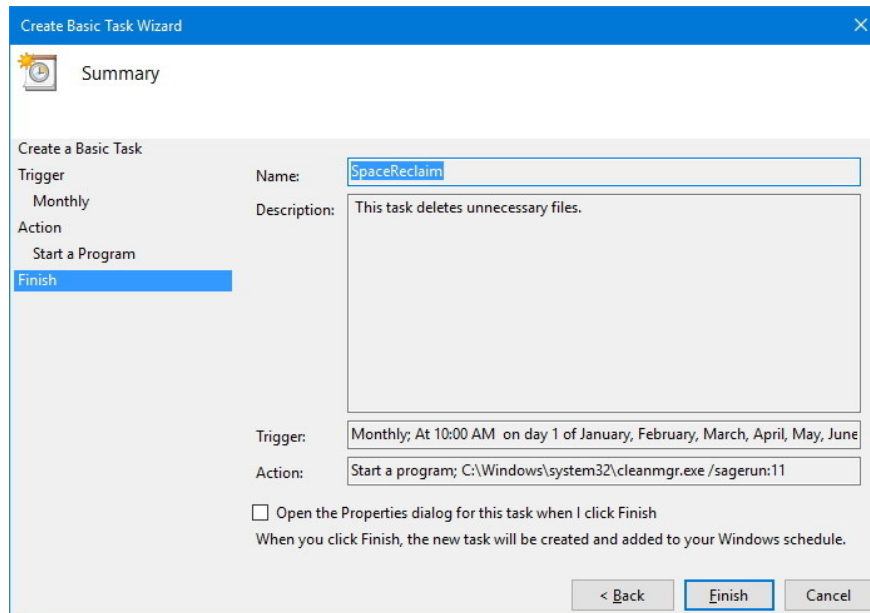 Create Basic Task Wizard
Summary
Create a Basic Task
Trigger
Monthly
Action
Start a Program
Finish
Name: SpaceReclaim
Description: This task deletes unnecessary files.
Trigger: Monthly; At 10:00 AM on day 1 of January, February, March, April, May, June
Action: Start a program; C:\Windows\system32\cleanmgr.exe /sagerun:11
Open the Properties dialog for this task when I click Finish
When you click Finish, the new task will be created and added to your Windows schedule.
< Back Finish Cancel